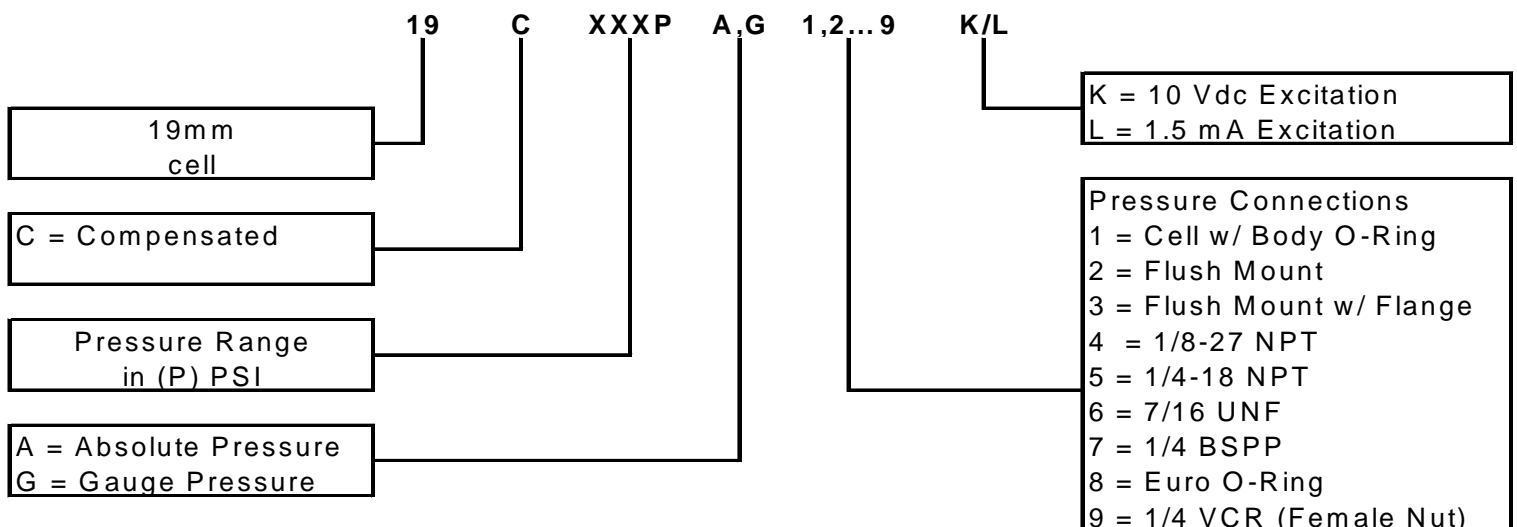 19 C XXXP A,G 1,2...9 K/L
19mm
cell
C = Compensated
Pressure Range
in (P) PSI
A = Absolute Pressure
G = Gauge Pressure
K = 10 Vdc Excitation
L = 1.5 mA Excitation
Pressure Connections
1 = Cell w/ Body O-Ring
2 = Flush Mount
3 = Flush Mount w/ Flange
4 = 1/8-27 NPT
5 = 1/4-18 NPT
6 = 7/16 UNF
7 = 1/4 BSPP
8 = Euro O-Ring
9 = 1/4 VCR (Female Nut)